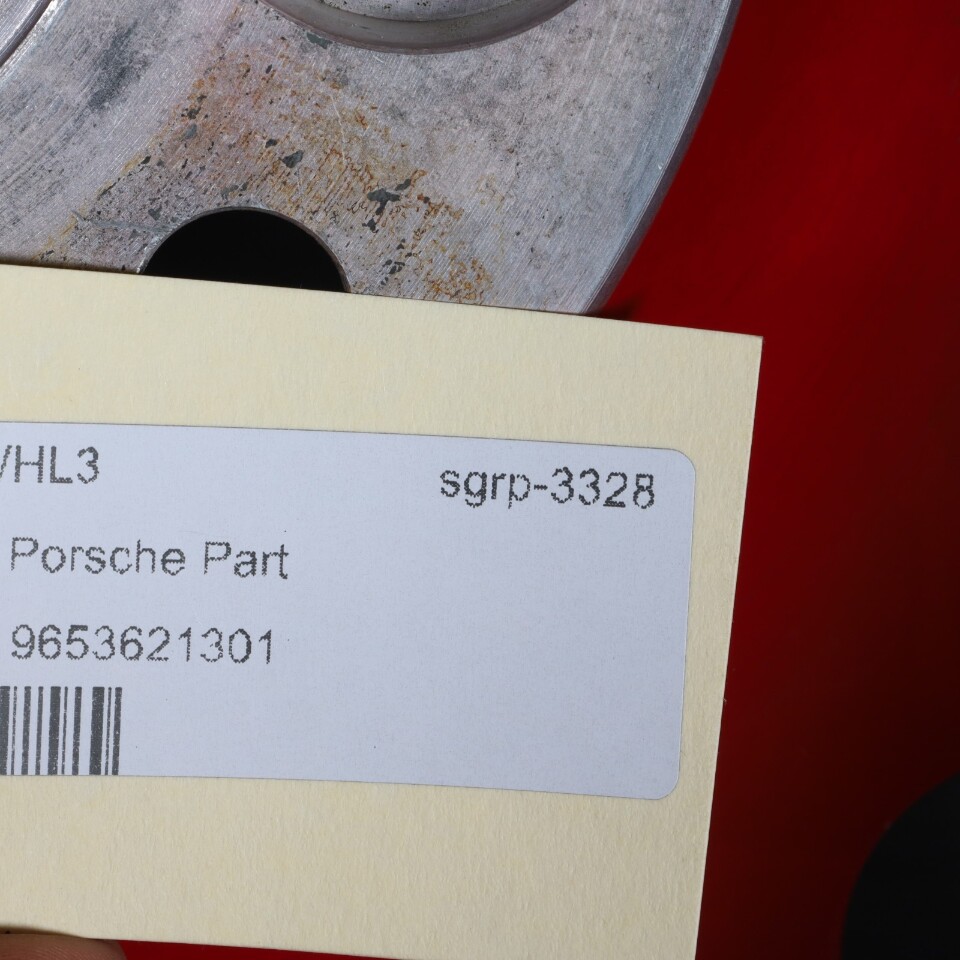 /HL3 sgrp-3328
Porsche Part
9653621301